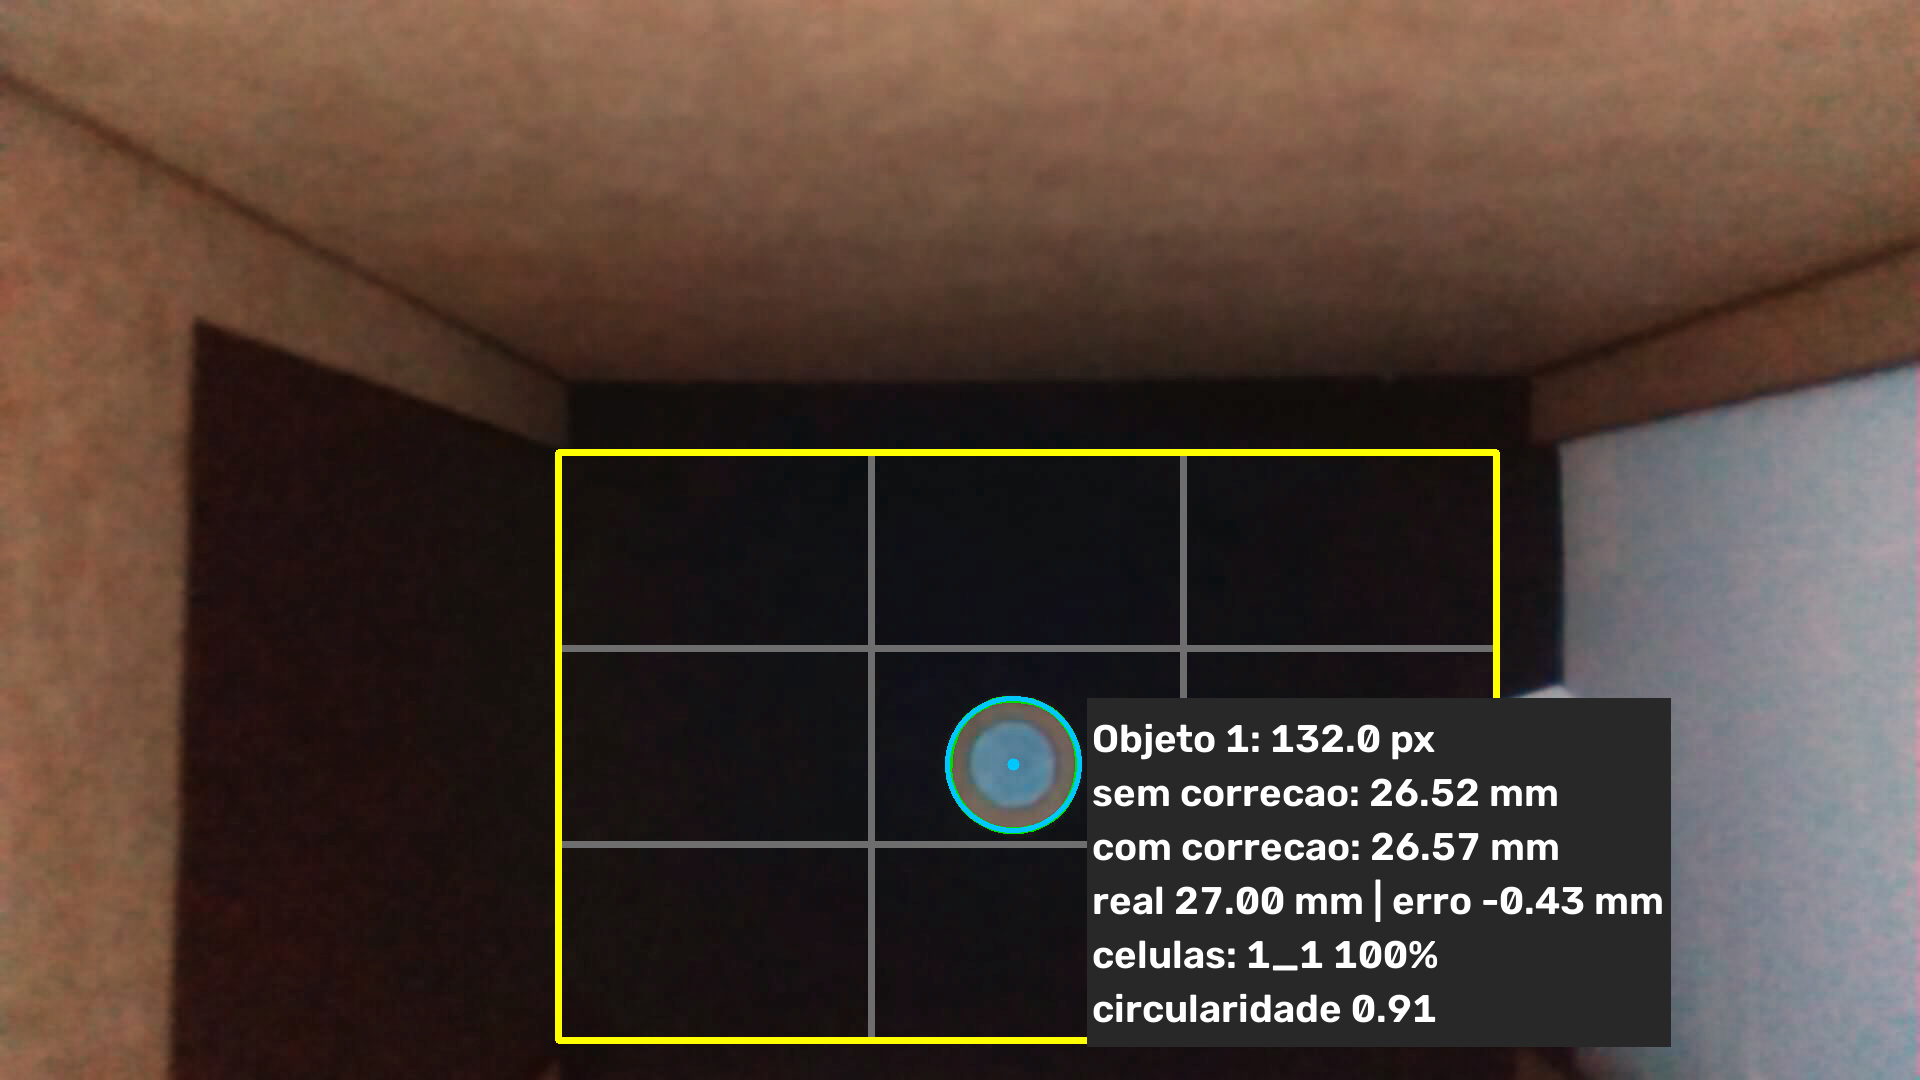 Objeto 1: 132.0 px
sem correcao: 26.52 mm
com correcao: 26.57 mm
real 27.00 mm | erro -0.43 mm
celulas: 1_1 100%
circularidade 0.91